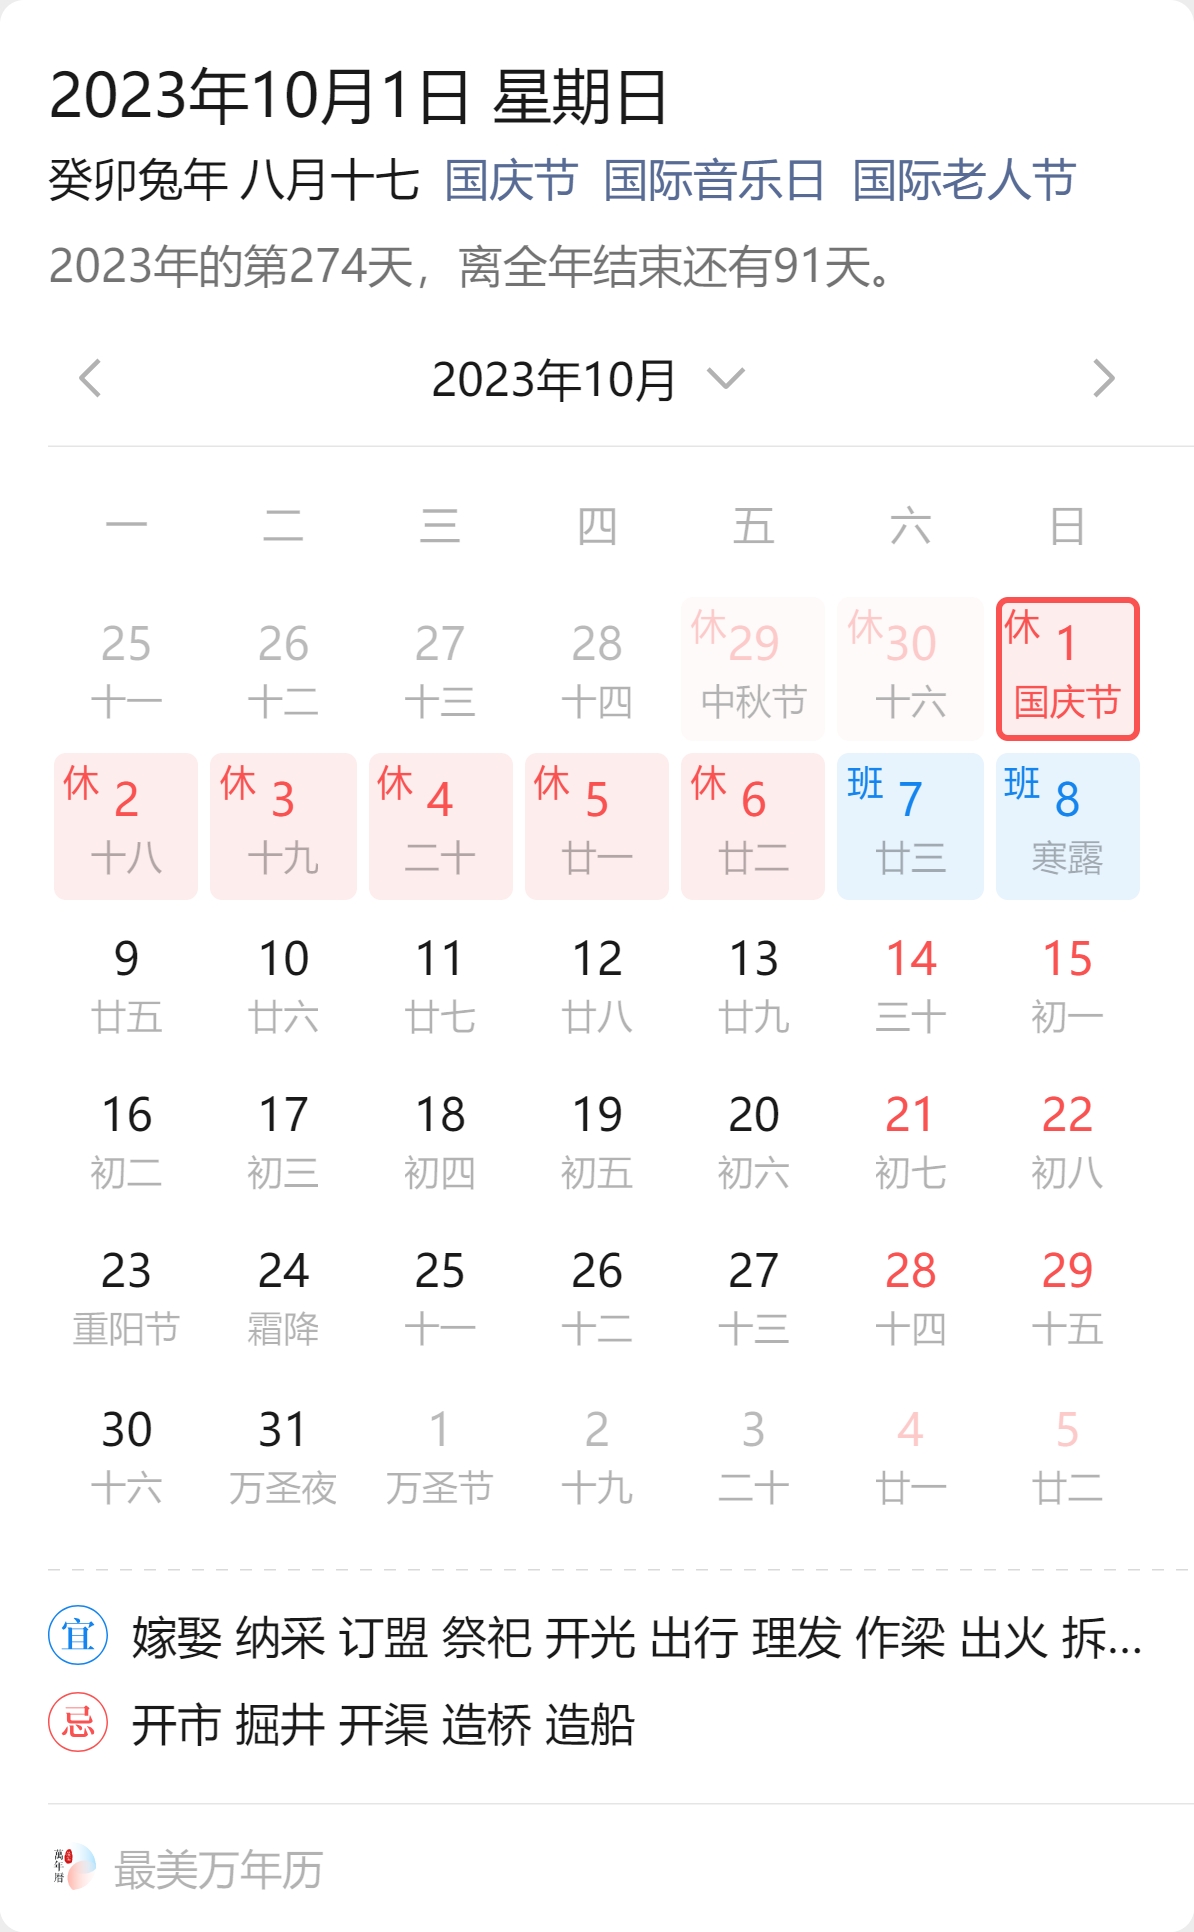 2023年10月1日 星期日
癸卯兔年 八月十七 国庆节 国际音乐日 国际老人节
2023年的第274天，离全年结束还有91天。
2023年10月
一 二 三 四 五 六 日
25 26 27 28 休29 休30 休1
十一 十二 十三 十四 中秋节 十六 国庆节
休2 休3 休4 休5 休6 班7 班8
十八 十九 二十 廿一 廿二 廿三 寒露
9 10 11 12 13 14 15
廿五 廿六 廿七 廿八 廿九 三十 初一
16 17 18 19 20 21 22
初二 初三 初四 初五 初六 初七 初八
23 24 25 26 27 28 29
重阳节 霜降 十一 十二 十三 十四 十五
30 31 1 2 3 4 5
十六 万圣夜 万圣节 十九 二十 廿一 廿二
宜 嫁娶 纳采 订盟 祭祀 开光 出行 理发 作梁 出火 拆...
忌 开市 掘井 开渠 造桥 造船
萬年曆 最美万年历